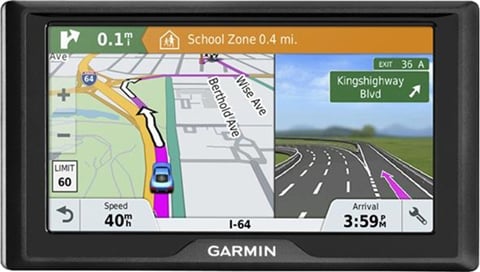 0.1 mi
School Zone 0.4 mi.
Ave
64
EXIT 36 A
Kingshighway
Blvd
Wise Ave
Berthold Ave
+
−
LIMIT
60
Speed
40 mh
I-64
Arrival
3:59 PM
GARMIN